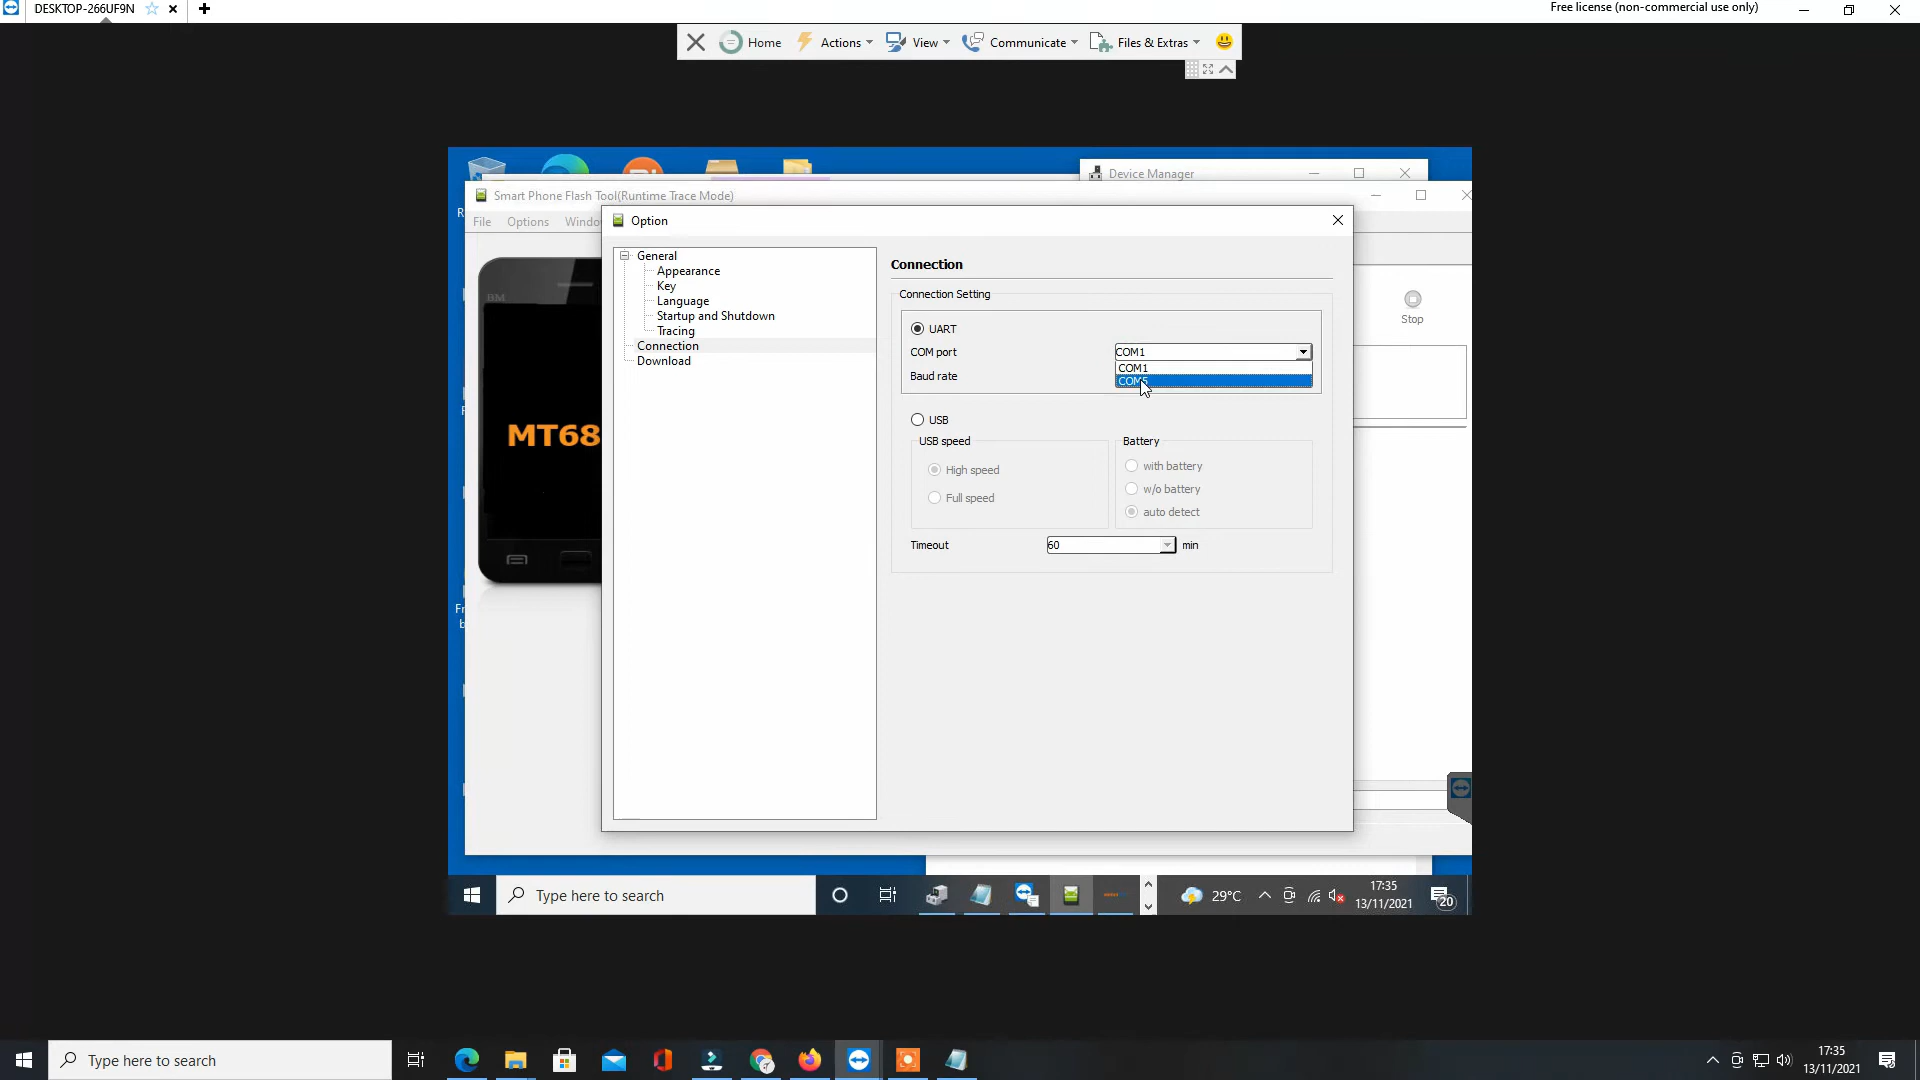 DESKTOP-266UF9N
Free license (non-commercial use only)
Home
Actions
View
Communicate
Files & Extras
Device Manager
Smart Phone Flash Tool(Runtime Trace Mode)
File
Options
Option
General
Appearance
Key
Language
Startup and Shutdown
Tracing
Connection
Download
BM
MT68
Connection
Connection Setting
UART
COM port
COM1
COM1
Baud rate
USB
USB speed
High speed
Full speed
Battery
with battery
w/o battery
auto detect
Timeout
60
min
Stop
Type here to search
29°C
17:35
13/11/2021
20
Type here to search
17:35
13/11/2021